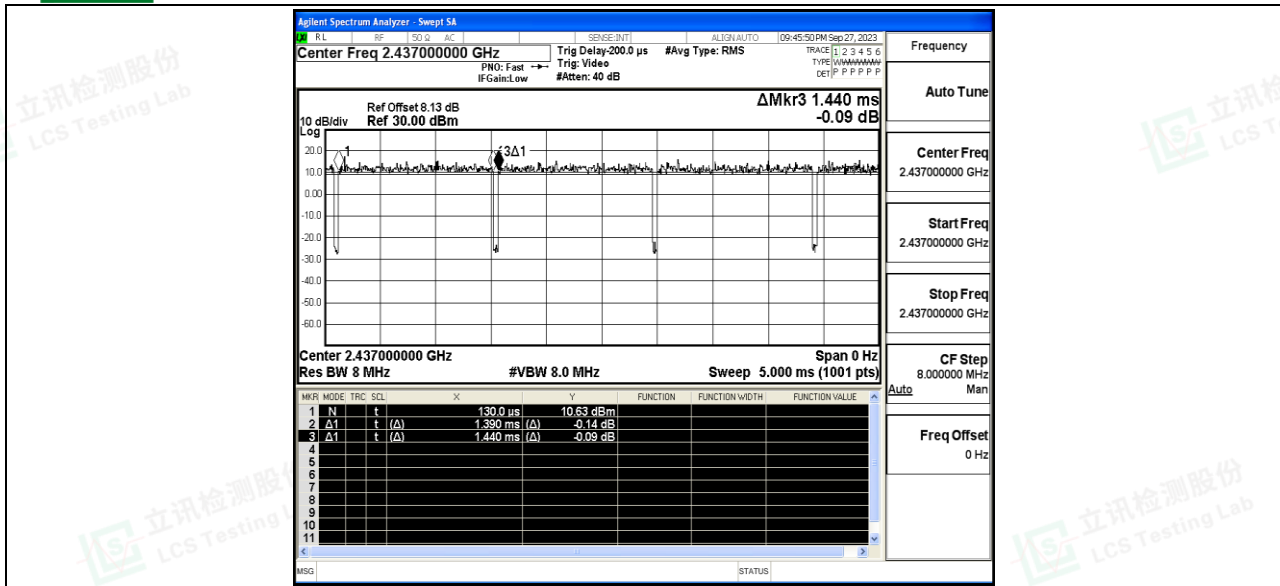 Agilent Spectrum Analyzer - Swept SA
RL RF 50 Ω AC SENSE:INT ALIGN AUTO 09:45:50 PM Sep 27, 2023
Center Freq 2.437000000 GHz
PNO: Fast
IFGain:Low
Trig Delay-200.0 µs
Trig: Video
#Atten: 40 dB
#Avg Type: RMS
TRACE 1 2 3 4 5 6
TYPE
DET P P P P P P
Ref Offset 8.13 dB
10 dB/div Ref 30.00 dBm
ΔMkr3 1.440 ms
-0.09 dB
Log
20.0
10.0
0.00
-10.0
-20.0
-30.0
-40.0
-50.0
-60.0
1
3Δ1
Center 2.437000000 GHz Span 0 Hz
Res BW 8 MHz #VBW 8.0 MHz Sweep 5.000 ms (1001 pts)
MKR MODE TRC SCL X Y FUNCTION FUNCTION WIDTH FUNCTION VALUE
1 N t 130.0 µs 10.63 dBm
2 Δ1 t (Δ) 1.390 ms (Δ) -0.14 dB
3 Δ1 t (Δ) 1.440 ms (Δ) -0.09 dB
4
5
6
7
8
9
10
11
MSG STATUS
Frequency
Auto Tune
Center Freq
2.437000000 GHz
Start Freq
2.437000000 GHz
Stop Freq
2.437000000 GHz
CF Step
8.000000 MHz
Auto Man
Freq Offset
0 Hz
立讯检测股份
LCS Testing Lab
立讯检
LCS T
立讯检测股份
LCS Testing L
立讯检测股份
LCS Testing Lab